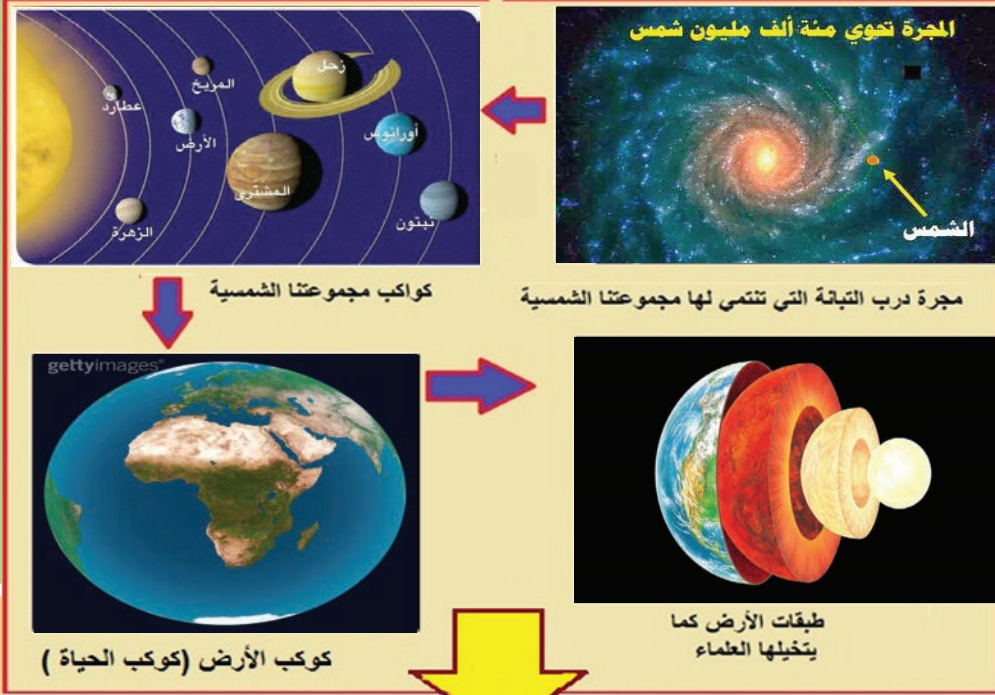 المجرة تحوي مئة ألف مليون شمس
الشمس
مجرة درب التبانة التي تنتمي لها مجموعتنا الشمسية
زحل
المريخ
عطارد
الأرض
أورانوس
المشترى
نبتون
الزهرة
كواكب مجموعتنا الشمسية
gettyimages®
كوكب الأرض (كوكب الحياة )
طبقات الأرض كما
يتخيلها العلماء